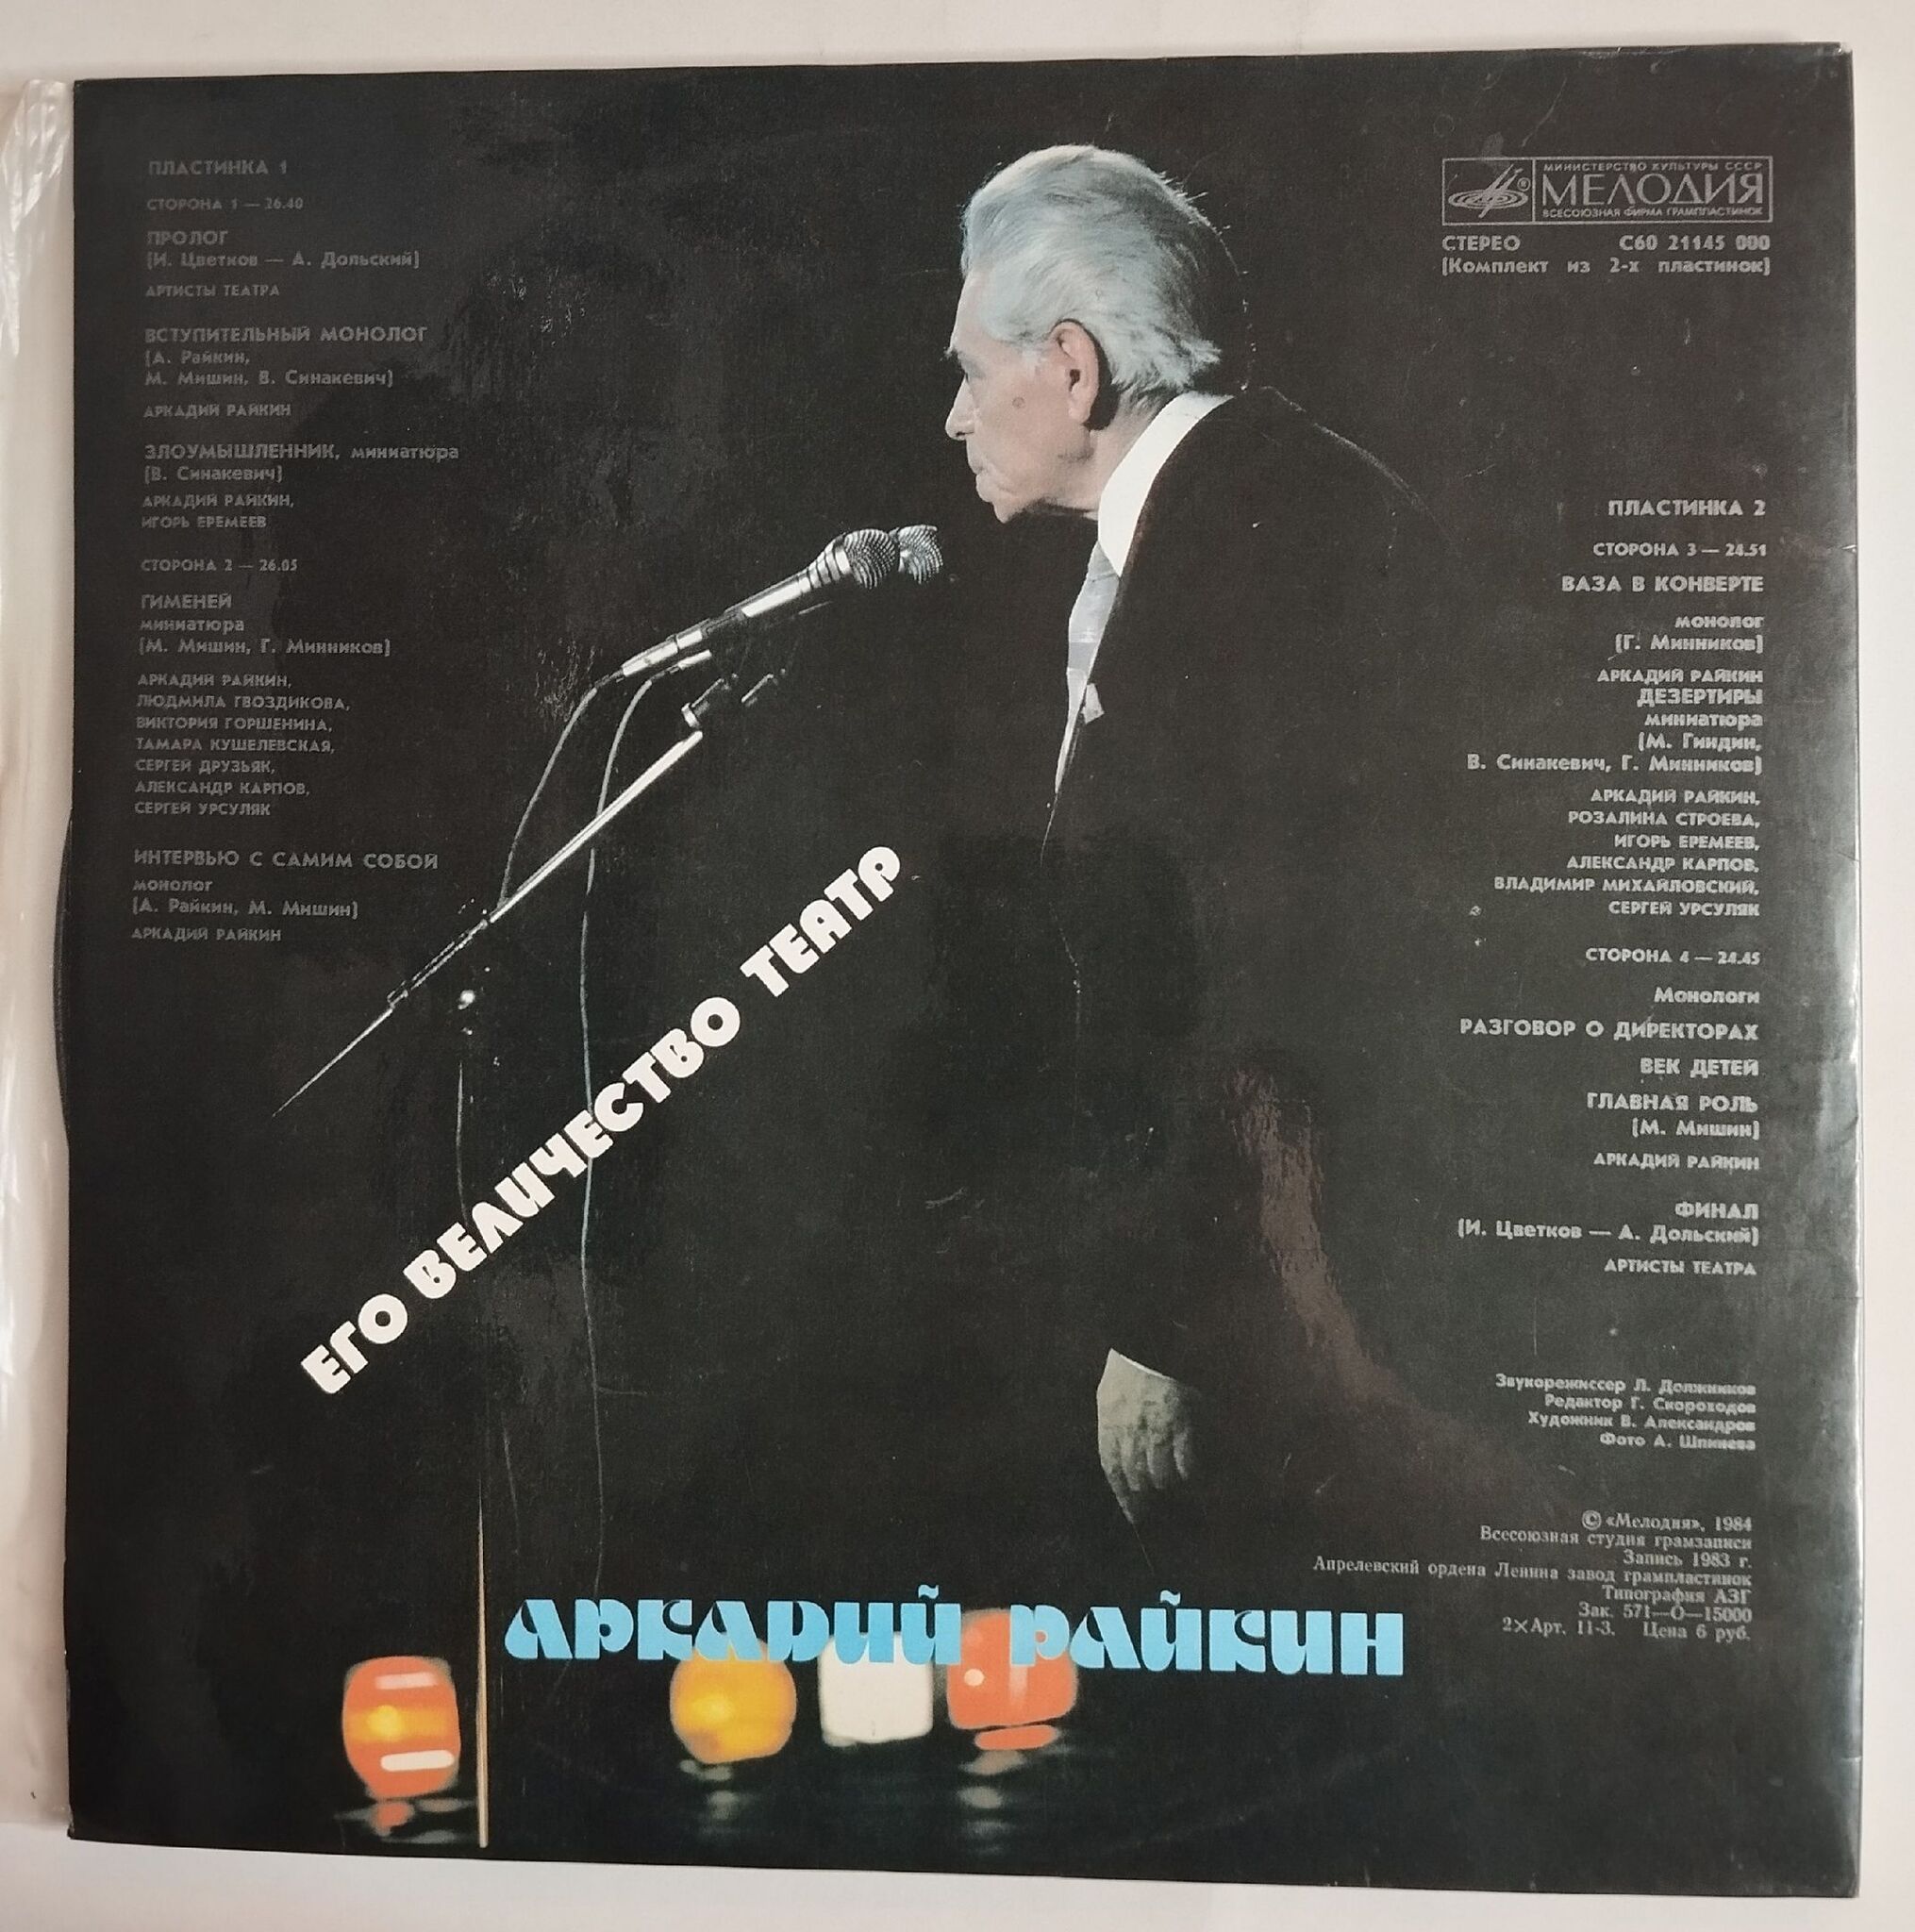 ПЛАСТИНКА 1
СТОРОНА 1 — 26.40
ПРОЛОГ
(И. Цветков — А. Дольский)
АРТИСТЫ ТЕАТРА
ВСТУПИТЕЛЬНЫЙ МОНОЛОГ
(А. Райкин,
М. Мишин, В. Синакевич)
АРКАДИЙ РАЙКИН
ЗЛОУМЫШЛЕННИК, миниатюра
(В. Синакевич)
АРКАДИЙ РАЙКИН,
ИГОРЬ ЕРЕМЕЕВ
СТОРОНА 2 — 26.05
ГИМЕНЕЙ
миниатюра
(М. Мишин, Г. Минников)
АРКАДИЙ РАЙКИН,
ЛЮДМИЛА ГВОЗДИКОВА,
ВИКТОРИЯ ГОРШЕНИНА,
ТАМАРА КУШЕЛЕВСКАЯ,
СЕРГЕЙ ДРУЗЬЯК,
АЛЕКСАНДР КАРПОВ,
СЕРГЕЙ УРСУЛЯК
ИНТЕРВЬЮ С САМИМ СОБОЙ
монолог
(А. Райкин, М. Мишин)
АРКАДИЙ РАЙКИН
МИНИСТЕРСТВО КУЛЬТУРЫ СССР
®
МЕЛОДИЯ
ВСЕСОЮЗНАЯ ФИРМА ГРАМПЛАСТИНОК
СТЕРЕО С60 21145 000
(Комплект из 2-х пластинок)
ПЛАСТИНКА 2
СТОРОНА 3 — 24.51
ВАЗА В КОНВЕРТЕ
монолог
(Г. Минников)
АРКАДИЙ РАЙКИН
ДЕЗЕРТИРЫ
миниатюра
(М. Гиндин,
В. Синакевич, Г. Минников)
АРКАДИЙ РАЙКИН,
РОЗАЛИНА СТРОЕВА,
ИГОРЬ ЕРЕМЕЕВ,
АЛЕКСАНДР КАРПОВ,
ВЛАДИМИР МИХАЙЛОВСКИЙ,
СЕРГЕЙ УРСУЛЯК
СТОРОНА 4 — 24.45
Монологи
РАЗГОВОР О ДИРЕКТОРАХ
ВЕК ДЕТЕЙ
ГЛАВНАЯ РОЛЬ
(М. Мишин)
АРКАДИЙ РАЙКИН
ФИНАЛ
(И. Цветков — А. Дольский)
АРТИСТЫ ТЕАТРА
Звукорежиссер Л. Должников
Редактор Г. Скороходов
Художник В. Александров
Фото А. Шпинева
© «Мелодия», 1984
Всесоюзная студия грамзаписи
Запись 1983 г.
Апрелевский ордена Ленина завод грампластинок
Типография АЗГ
Зак. 571—О—15000
2×Арт. 11-3. Цена 6 руб.
ЕГО ВЕЛИЧЕСТВО ТЕАТР
АРКАДИЙ РАЙКИН